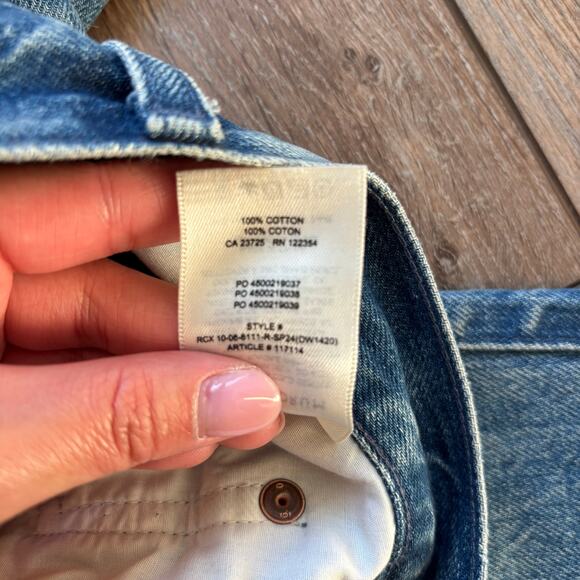 100% COTTON
100% COTON
CA 23725 RN 122354
PO 4500219037
PO 4500219038
PO 4500219039
STYLE #
RCX 10-06-6111-R-SP24(DW1420)
ARTICLE # 117114